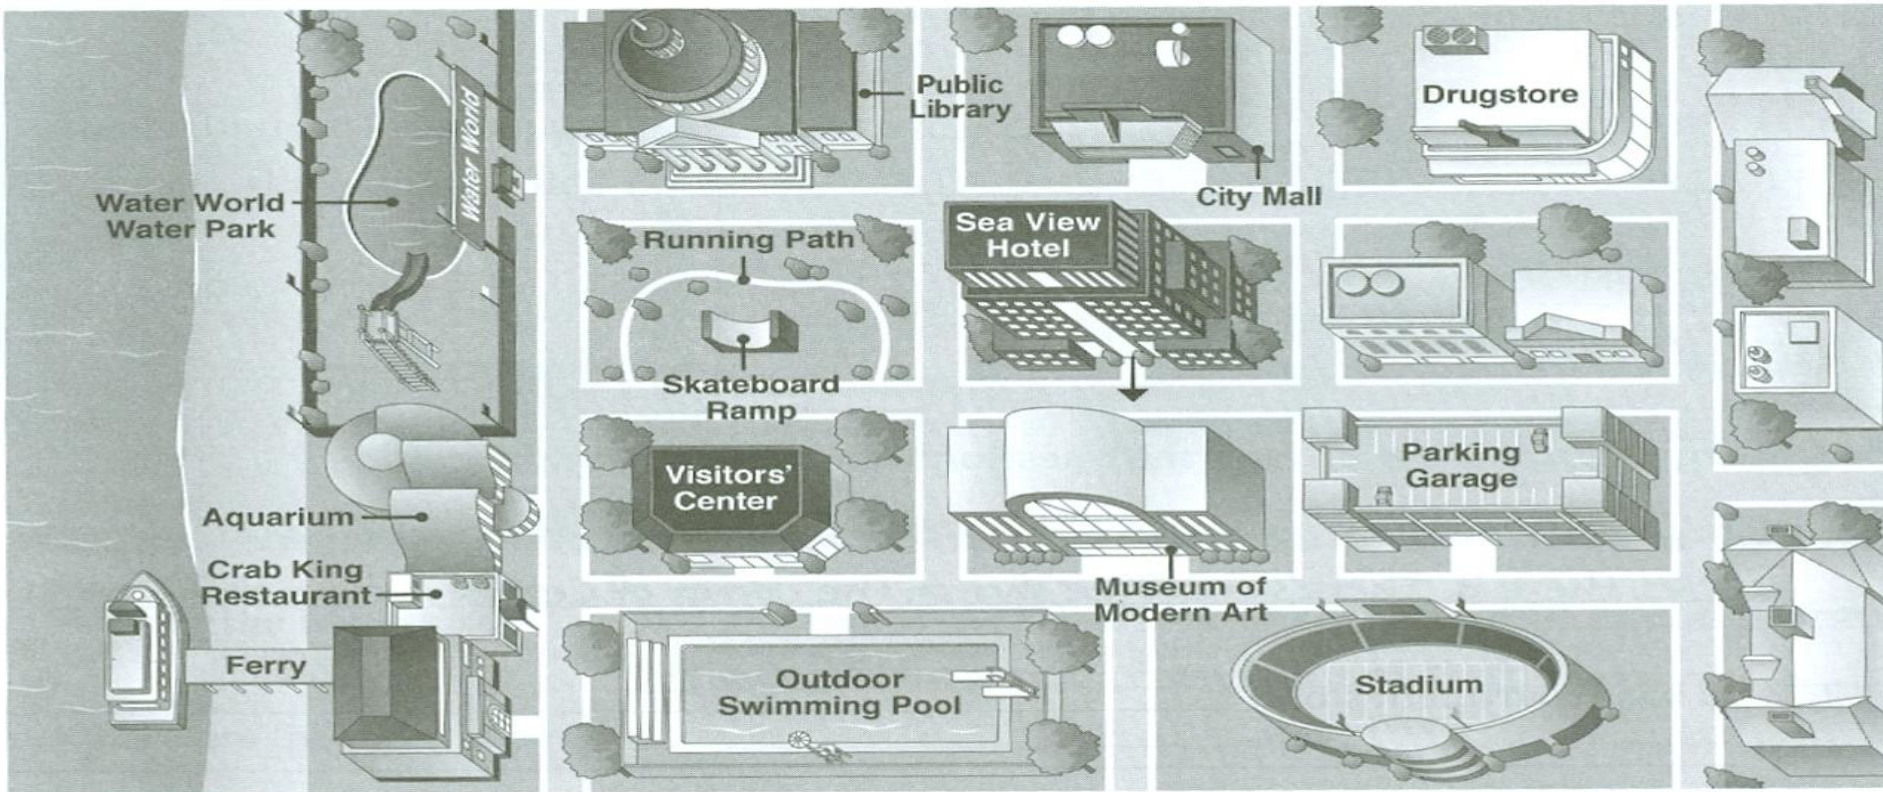 Public
Library
Drugstore
City Mall
Water World
Water World
Water Park
Running Path
Sea View
Hotel
Skateboard
Ramp
Visitors'
Center
Parking
Garage
Aquarium
Crab King
Restaurant
Museum of
Modern Art
Ferry
Outdoor
Swimming Pool
Stadium